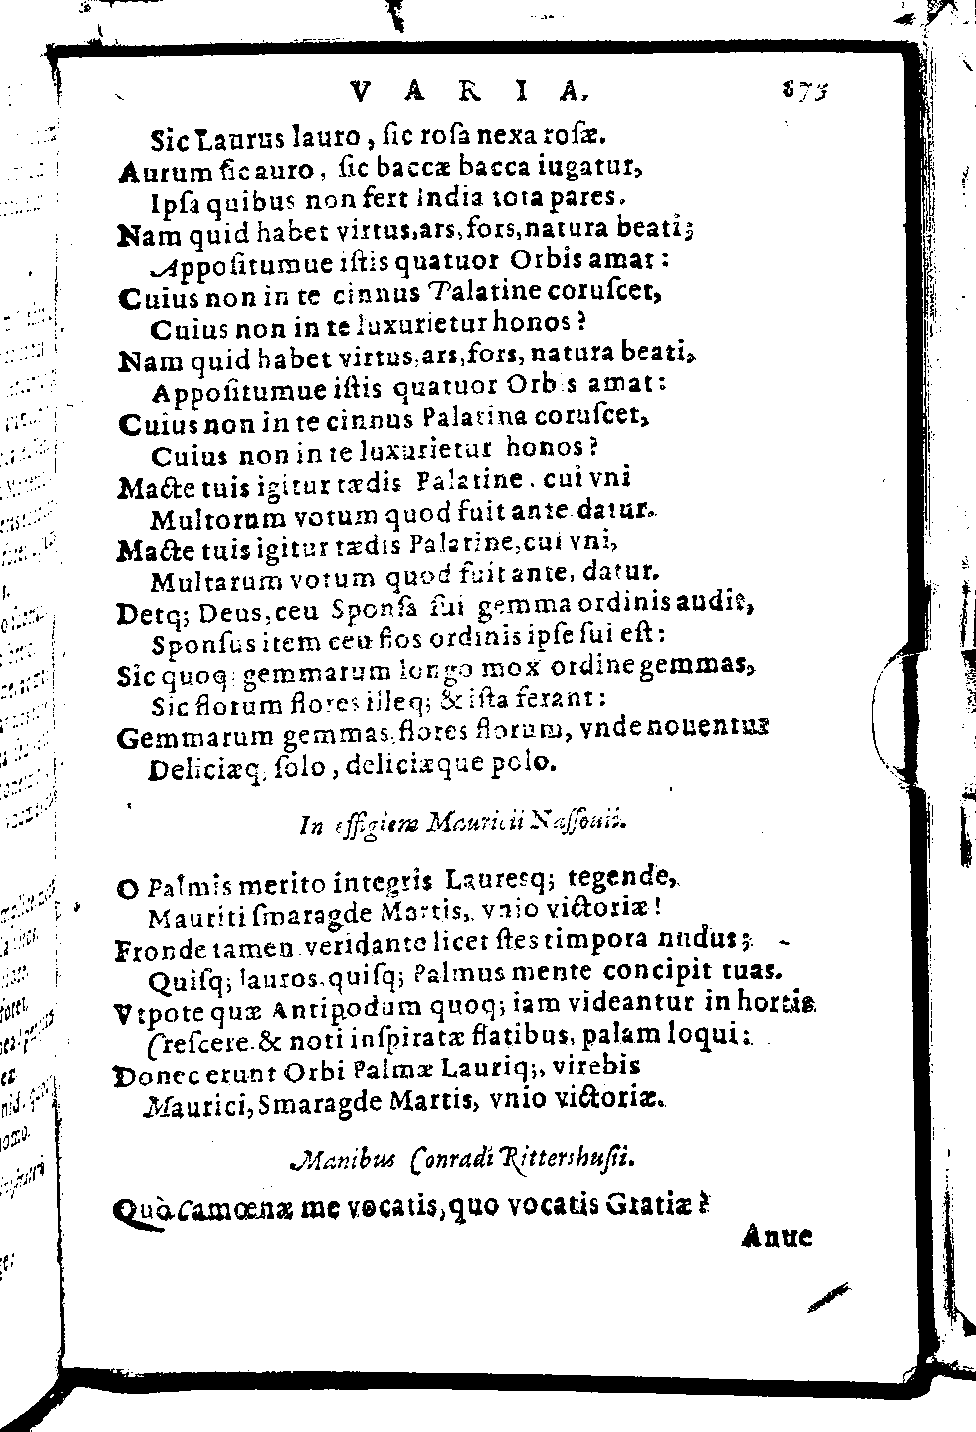 VARIA. 873
Sic Laurus lauro, ſic roſa nexa roſæ.
Aurum ſic auro, ſic baccæ bacca iugatur,
Ipſa quibus non fert India tota pares.
Nam quid habet virtus, ars, fors, natura beati;
Appoſitumue iſtis quatuor Orbis amat:
Cuius non in te cinnus Palatine coruſcet,
Cuius non in te luxurietur honos?
Nam quid habet virtus, ars, fors, natura beati,
Appoſitumue iſtis quatuor Orbis amat:
Cuius non in te cinnus Palatina coruſcet,
Cuius non in te luxurietur honos?
Macte tuis igitur tædis Palatine. cui vni
Multorum votum quod fuit ante datur.
Macte tuis igitur tædis Palatine, cui vni,
Multarum votum quod fuit ante, datur.
Detq; Deus, ceu Sponſa ſui gemma ordinis audit,
Sponſus item ceu flos ordinis ipſe ſui eſt:
Sic quoq; gemmarum longo mox ordine gemmas,
Sic florum flores illeq; & iſta ferant:
Gemmarum gemmas, flores florum, vnde nouentur
Deliciæq, ſolo, deliciæque polo.
In effigiem Mauricii Naſſouii.
O Palmis merito integris Lauresq; tegende,
Mauriti ſmaragde Martis, vnio victoriæ!
Fronde tamen veridante licet ſtes timpora nudus;
Quiſq; lauros, quiſq; Palmus mente concipit tuas.
Vtpote quæ Antipodum quoq; iam videantur in hortis
Creſcere & noti inſpiratæ flatibus, palam loqui:
Donec erunt Orbi Palmæ Lauriq;, virebis
Maurici, Smaragde Martis, vnio victoriæ.
Manibus Conradi Rittershuſii.
Quò Camœnæ me vocatis, quo vocatis Gratiæ?
Anue